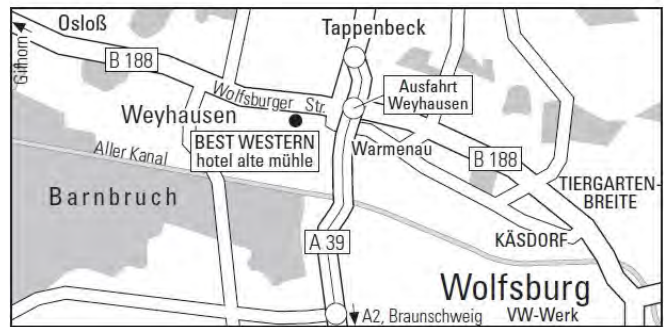 Osloß
Tappenbeck
Gifhorn
B 188
Ausfahrt
Weyhausen
Wolfsburger Str.
Weyhausen
BEST WESTERN
hotel alte mühle
Warmenau
Aller Kanal
B 188
TIERGARTEN-
BREITE
Barnbruch
A 39
KÄSDORF
Wolfsburg
A2, Braunschweig
VW-Werk